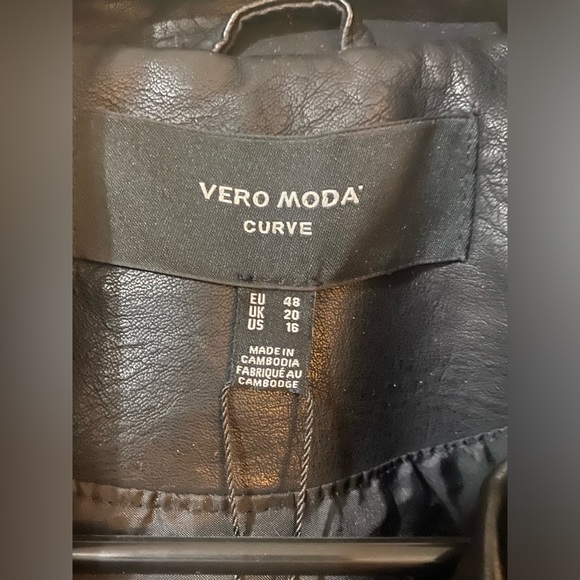 VERO MODA
CURVE
EU 48
UK 20
US 16
MADE IN
CAMBODIA
FABRIQUÉ AU
CAMBODGE